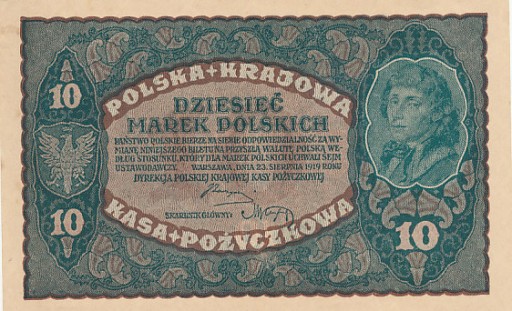 POLSKA+KRAJOWA
10
DZIESIĘĆ
MAREK POLSKICH
PAŃSTWO POLSKIE BIERZE NA SIEBIE ODPOWIEDZIALNOŚĆ ZA WY-
MIANĘ NINIEJSZEGO BILETU NA PRZYSZŁĄ WALUTĘ POLSKĄ WE-
DŁUG STOSUNKU, KTÓRY DLA MAREK POLSKICH UCHWALI SEJM
USTAWODAWCZY. WARSZAWA, DNIA 23. SIERPNIA 1919 ROKU
DYREKCJA POLSKIEJ KRAJOWEJ KASY POŻYCZKOWEJ
SKARBNIK GŁÓWNY:
10
KASA+POŻYCZKOWA
10